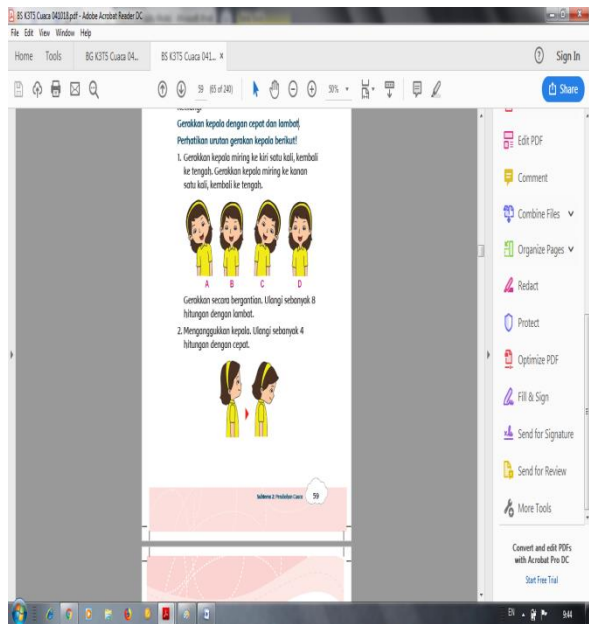 BS K3T5 Cuaca 041018.pdf - Adobe Acrobat Reader DC
File Edit View Window Help
Home Tools BG K3T5 Cuaca 04... BS K3T5 Cuaca 041... ×
Sign In
59 (65 of 240) 50%
Share
Gerakkan kepala dengan cepat dan lambat.
Perhatikan urutan gerakan kepala berikut!
1. Gerakkan kepala miring ke kiri satu kali, kembali
ke tengah. Gerakkan kepala miring ke kanan
satu kali, kembali ke tengah.
A B C D
Gerakkan secara bergantian. Ulangi sebanyak 8
hitungan dengan lambat.
2. Menganggukkan kepala. Ulangi sebanyak 4
hitungan dengan cepat.
Subtema 2: Perubahan Cuaca 59
Edit PDF
Comment
Combine Files
Organize Pages
Redact
Protect
Optimize PDF
Fill & Sign
Send for Signature
Send for Review
More Tools
Convert and edit PDFs
with Acrobat Pro DC
Start Free Trial
EN 9:44